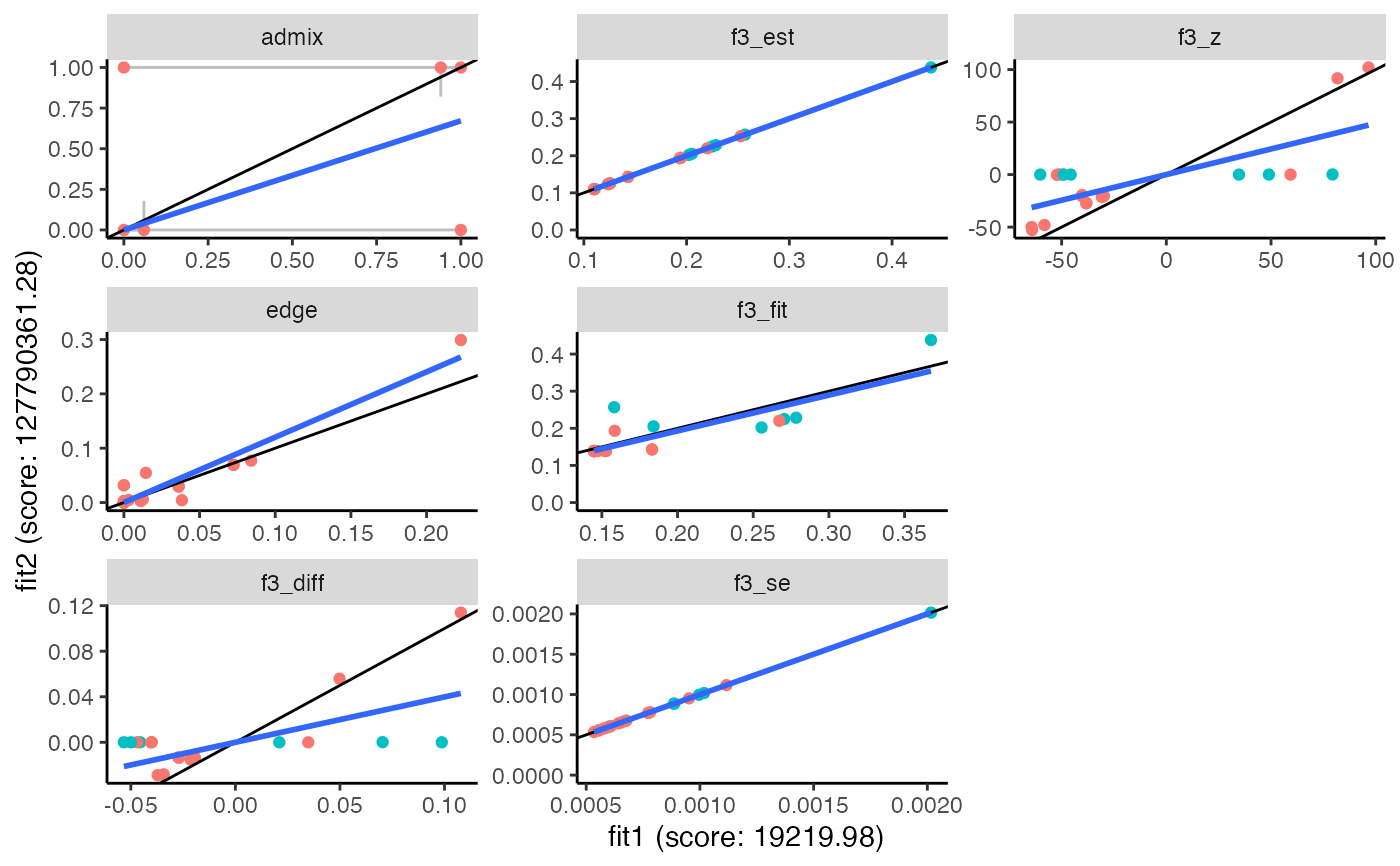 admix
1.00
0.75
0.50
0.25
0.00
0.00 0.25 0.50 0.75 1.00
f3_est
0.4
0.3
0.2
0.1
0.0
0.1 0.2 0.3 0.4
f3_z
100
50
0
-50
-50 0 50 100
edge
0.3
0.2
0.1
0.0
0.00 0.05 0.10 0.15 0.20
f3_fit
0.4
0.3
0.2
0.1
0.0
0.15 0.20 0.25 0.30 0.35
f3_diff
0.12
0.08
0.04
0.00
-0.05 0.00 0.05 0.10
f3_se
0.0020
0.0015
0.0010
0.0005
0.0000
0.0005 0.0010 0.0015 0.0020
fit1 (score: 19219.98)
fit2 (score: 127790361.28)